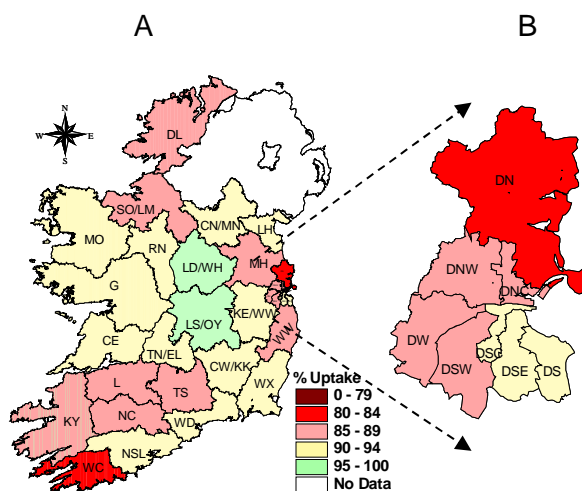 A
B
N
W E
S
DL
SO/LM
CN/MN
LH
MO
RN
LD/WH
MH
G
LS/OY
KE/WW
WW
CE
TN/EL
CW/KK
L
TS
WX
KY
NC
WD
NSL
WC
% Uptake
0 - 79
80 - 84
85 - 89
90 - 94
95 - 100
No Data
DN
DNW
DNC
DW
DSC
DSW
DSE
DS